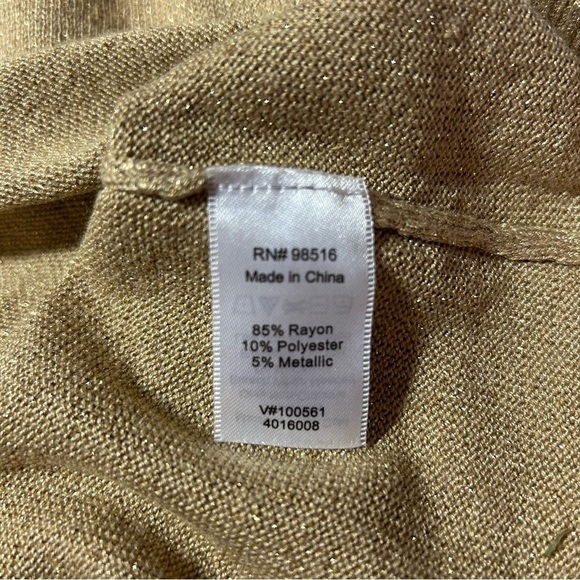 RN# 98516
Made in China
85% Rayon
10% Polyester
5% Metallic
V#100561
4016008